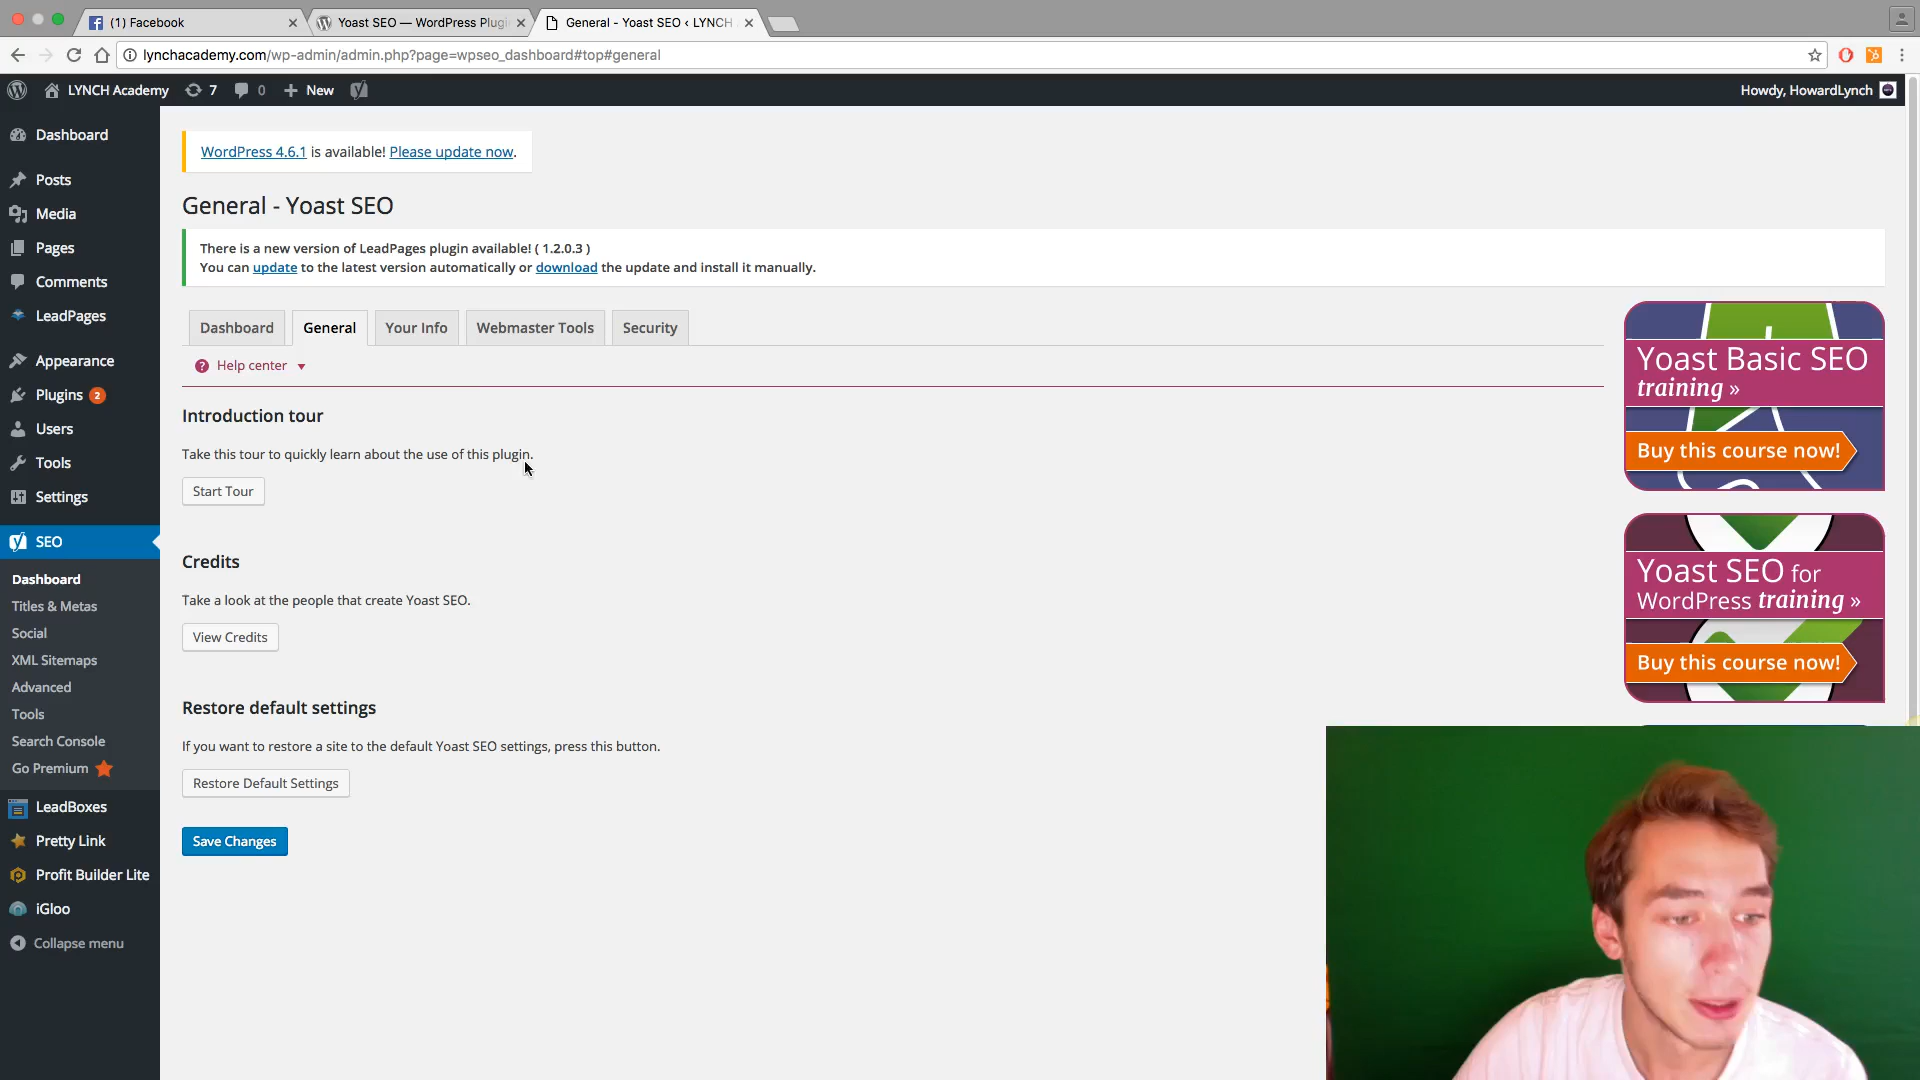 (1) Facebook
Yoast SEO — WordPress Plugi
General - Yoast SEO ‹ LYNCH
lynchacademy.com/wp-admin/admin.php?page=wpseo_dashboard#top#general
LYNCH Academy
7
0
New
Howdy, HowardLynch
Dashboard
Posts
Media
Pages
Comments
LeadPages
Appearance
Plugins 2
Users
Tools
Settings
SEO
Dashboard
Titles & Metas
Social
XML Sitemaps
Advanced
Tools
Search Console
Go Premium
LeadBoxes
Pretty Link
Profit Builder Lite
iGloo
Collapse menu
WordPress 4.6.1 is available! Please update now.
General - Yoast SEO
There is a new version of LeadPages plugin available! ( 1.2.0.3 )
You can update to the latest version automatically or download the update and install it manually.
Dashboard
General
Your Info
Webmaster Tools
Security
Help center
Introduction tour
Take this tour to quickly learn about the use of this plugin.
Start Tour
Credits
Take a look at the people that create Yoast SEO.
View Credits
Restore default settings
If you want to restore a site to the default Yoast SEO settings, press this button.
Restore Default Settings
Save Changes
Yoast Basic SEO
training »
Buy this course now!
Yoast SEO for
WordPress training »
Buy this course now!